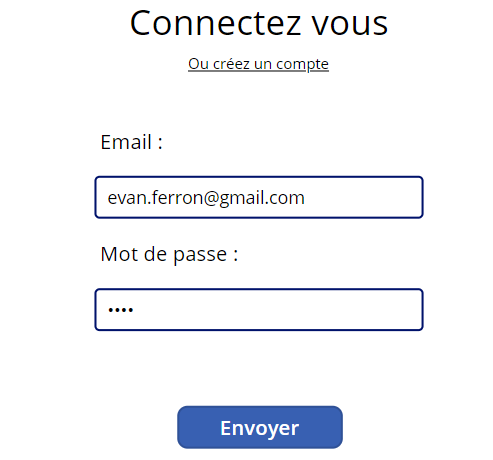 Connectez vous
Ou créez un compte
Email :
evan.ferron@gmail.com
Mot de passe :
••••
Envoyer